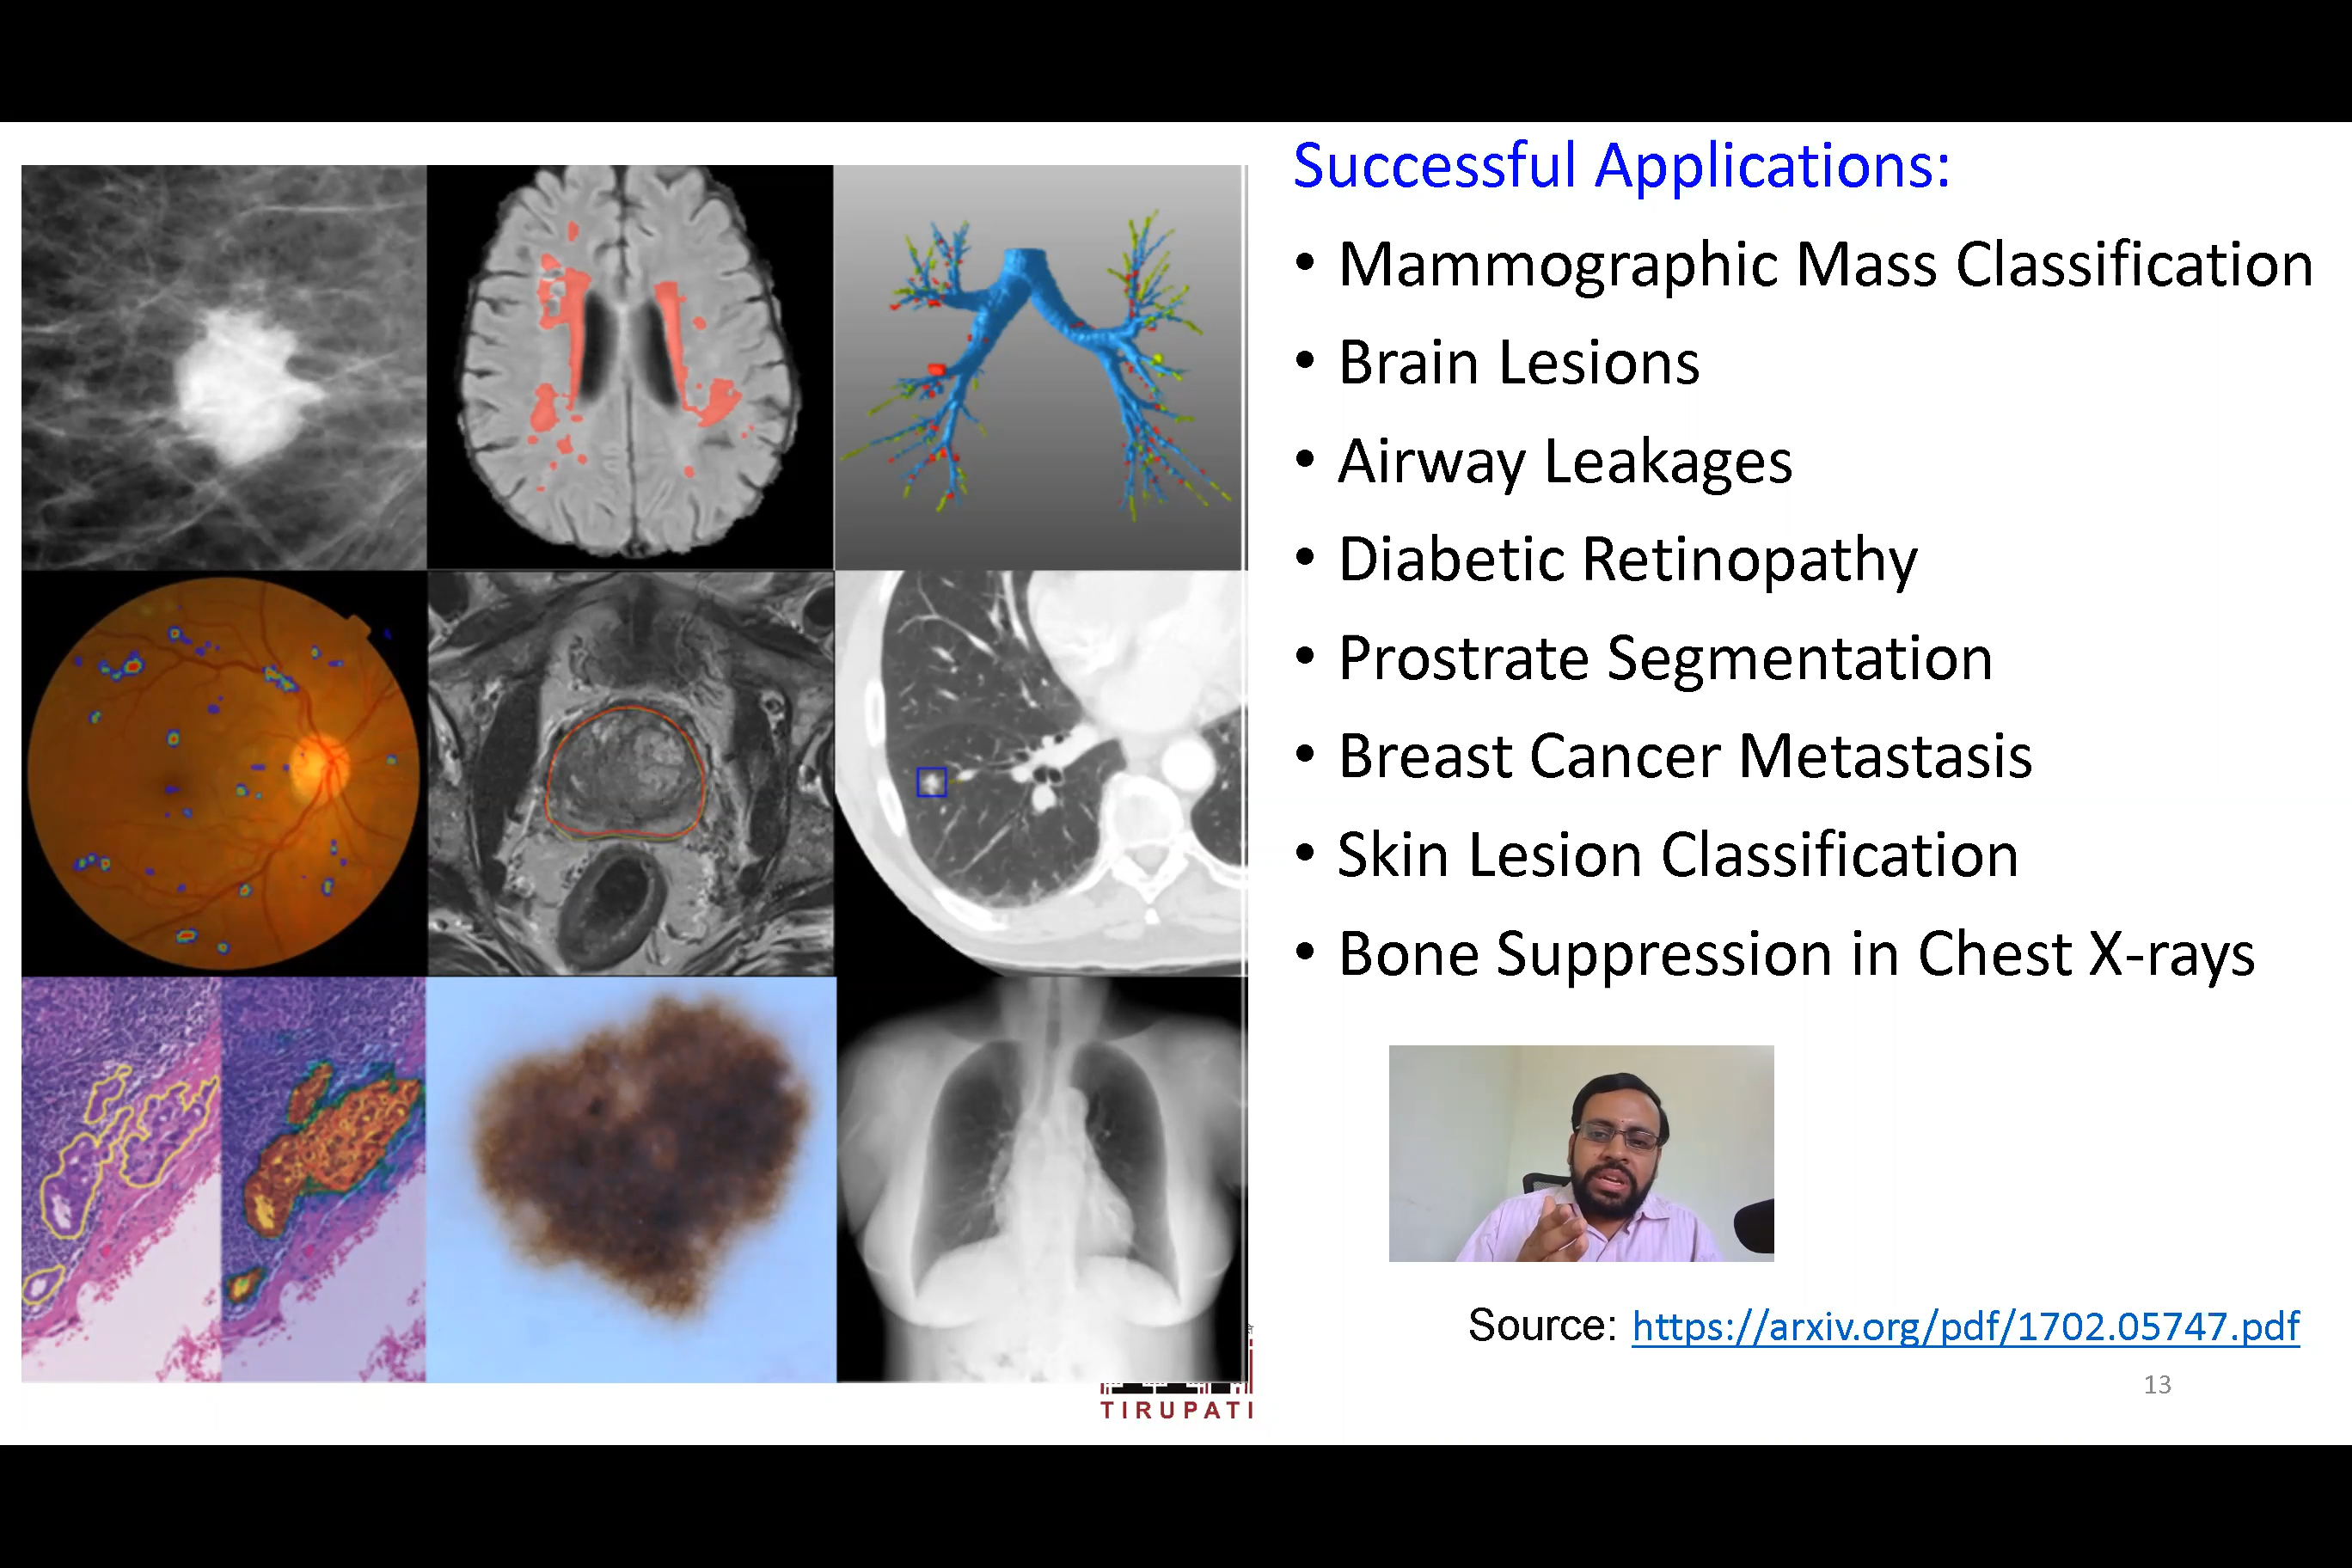 Successful Applications:
• Mammographic Mass Classification
• Brain Lesions
• Airway Leakages
• Diabetic Retinopathy
• Prostrate Segmentation
• Breast Cancer Metastasis
• Skin Lesion Classification
• Bone Suppression in Chest X-rays
Source: https://arxiv.org/pdf/1702.05747.pdf
13
TIRUPATI